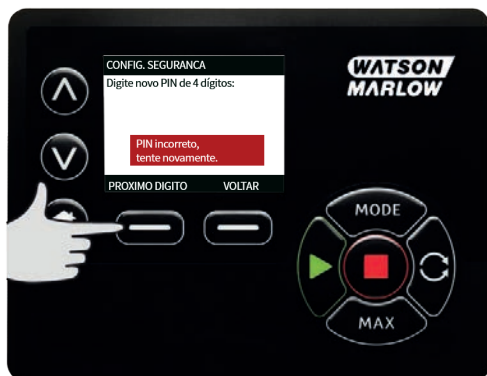 CONFIG. SEGURANCA
WATSON
MARLOW
Digite novo PIN de 4 dígitos:
PIN incorreto,
tente novamente.
PROXIMO DIGITO VOLTAR
MODE
MAX